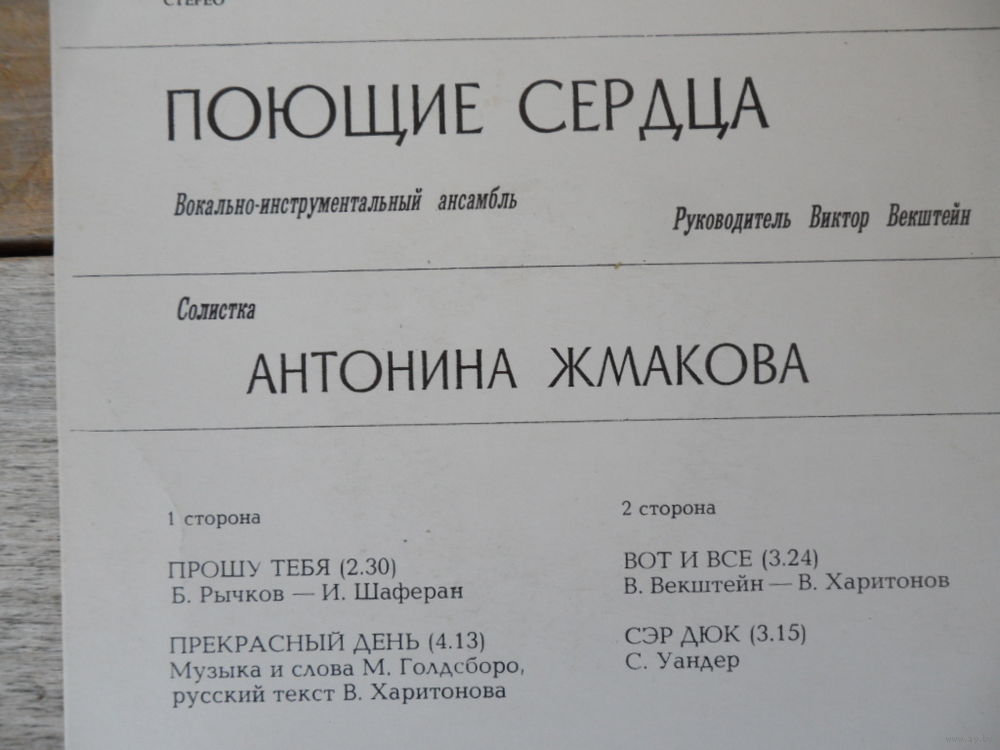 СТЕРЕО
ПОЮЩИЕ СЕРДЦА
Вокально-инструментальный ансамбль
Руководитель Виктор Векштейн
Солистка
АНТОНИНА ЖМАКОВА
1 сторона
ПРОШУ ТЕБЯ (2.30)
Б. Рычков — И. Шаферан
ПРЕКРАСНЫЙ ДЕНЬ (4.13)
Музыка и слова М. Голдсборо,
русский текст В. Харитонова
2 сторона
ВОТ И ВСЕ (3.24)
В. Векштейн — В. Харитонов
СЭР ДЮК (3.15)
С. Уандер